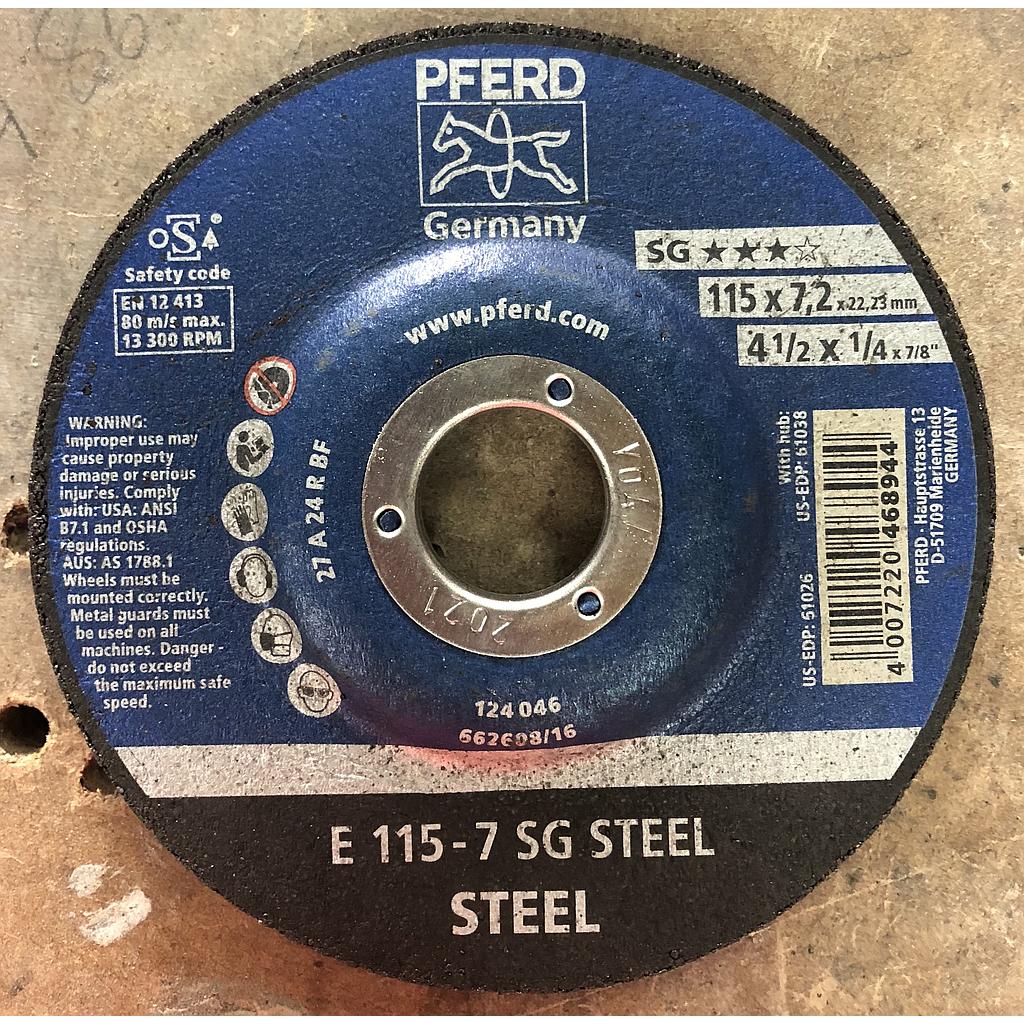 PFERD
Germany
www.pferd.com
oSa®
Safety code
EN 12 413
80 m/s max.
13 300 RPM
SG ★★★☆
115 x 7,2 x 22,23 mm
4 1/2 x 1/4 x 7/8"
WARNING:
Improper use may
cause property
damage or serious
injuries. Comply
with: USA: ANSI
B7.1 and OSHA
regulations.
AUS: AS 1788.1
Wheels must be
mounted correctly.
Metal guards must
be used on all
machines. Danger -
do not exceed
the maximum safe
speed.
27 A 24 R BF
V04
2021
With hub:
US-EDP: 61038
US-EDP: 61026
4 007220 468944
PFERD · Hauptstrasse 13
D-51709 Marienheide
GERMANY
124 046
662608/16
E 115-7 SG STEEL
STEEL